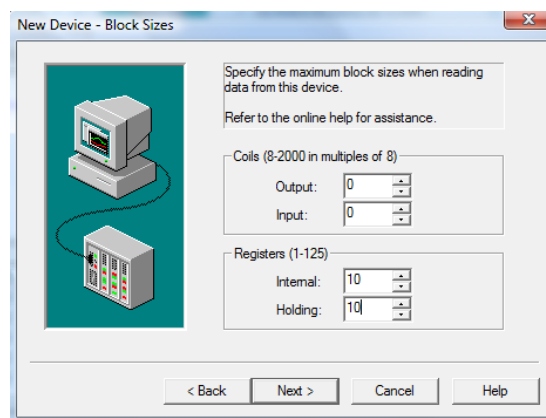 New Device - Block Sizes
Specify the maximum block sizes when reading
data from this device.
Refer to the online help for assistance.
Coils (8-2000 in multiples of 8)
Output: 0
Input: 0
Registers (1-125)
Internal: 10
Holding: 10
< Back Next > Cancel Help